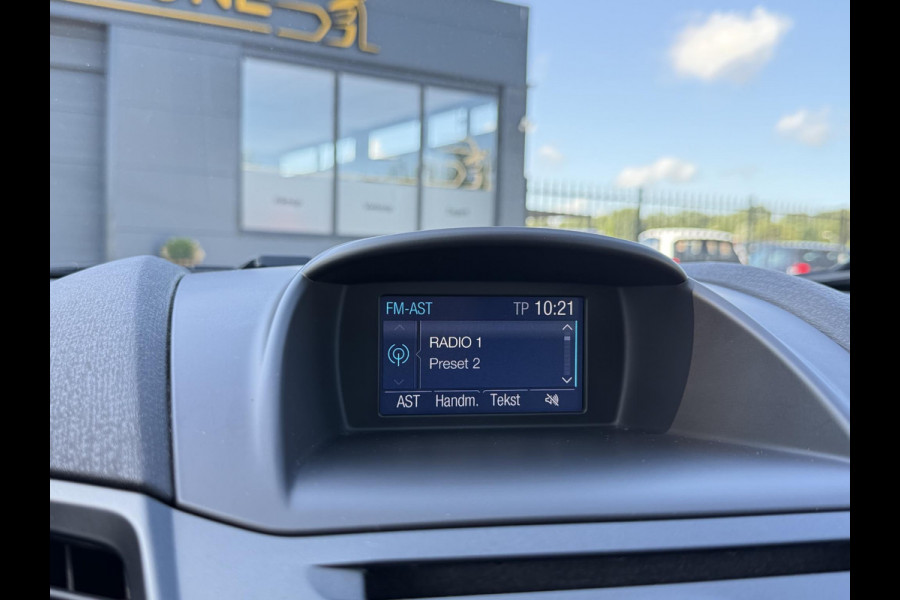 FM-AST TP 10:21
RADIO 1
Preset 2
AST Handm. Tekst